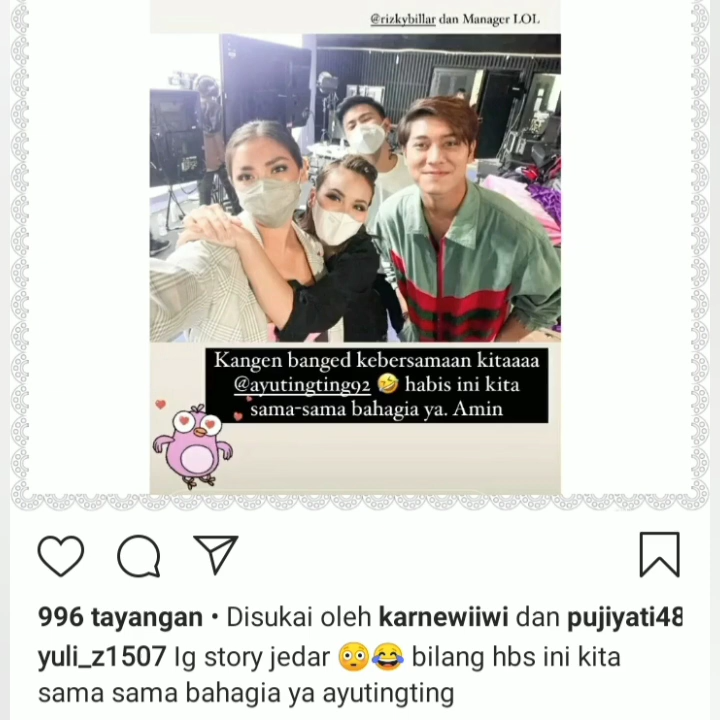 @rizkybillar dan Manager LOL
Kangen banged kebersamaan kitaaaa
@ayutingting92 🤣 habis ini kita
sama-sama bahagia ya. Amin
996 tayangan • Disukai oleh karnewiiwi dan pujiyati48
yuli_z1507 Ig story jedar 😳😂 bilang hbs ini kita
sama sama bahagia ya ayutingting